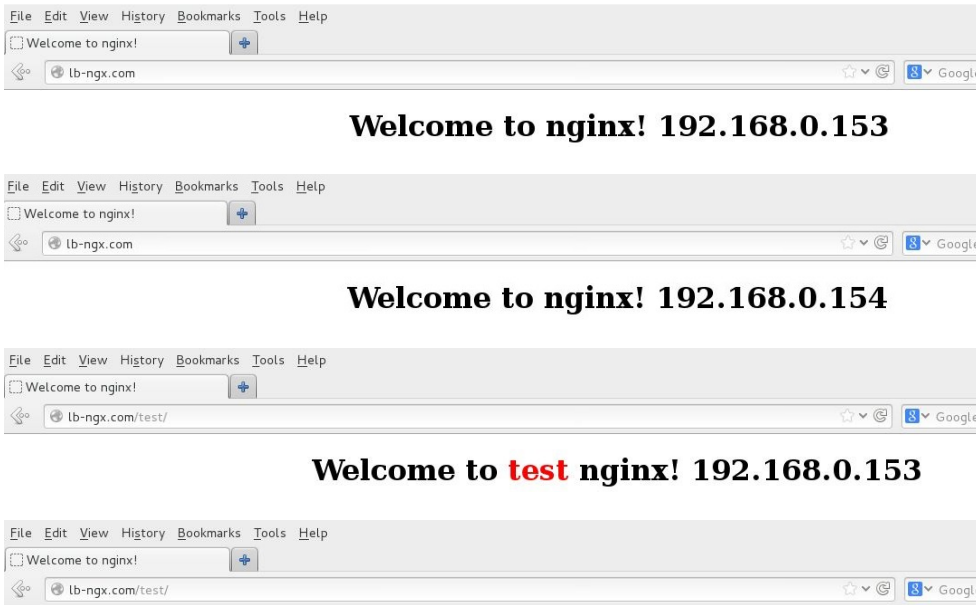 File Edit View History Bookmarks Tools Help
Welcome to nginx!
lb-ngx.com
Welcome to nginx! 192.168.0.153
File Edit View History Bookmarks Tools Help
Welcome to nginx!
lb-ngx.com
Google
Welcome to nginx! 192.168.0.154
File Edit View History Bookmarks Tools Help
Welcome to nginx!
lb-ngx.com/test/
Google
Welcome to test nginx! 192.168.0.153
File Edit View History Bookmarks Tools Help
Welcome to nginx!
lb-ngx.com/test/